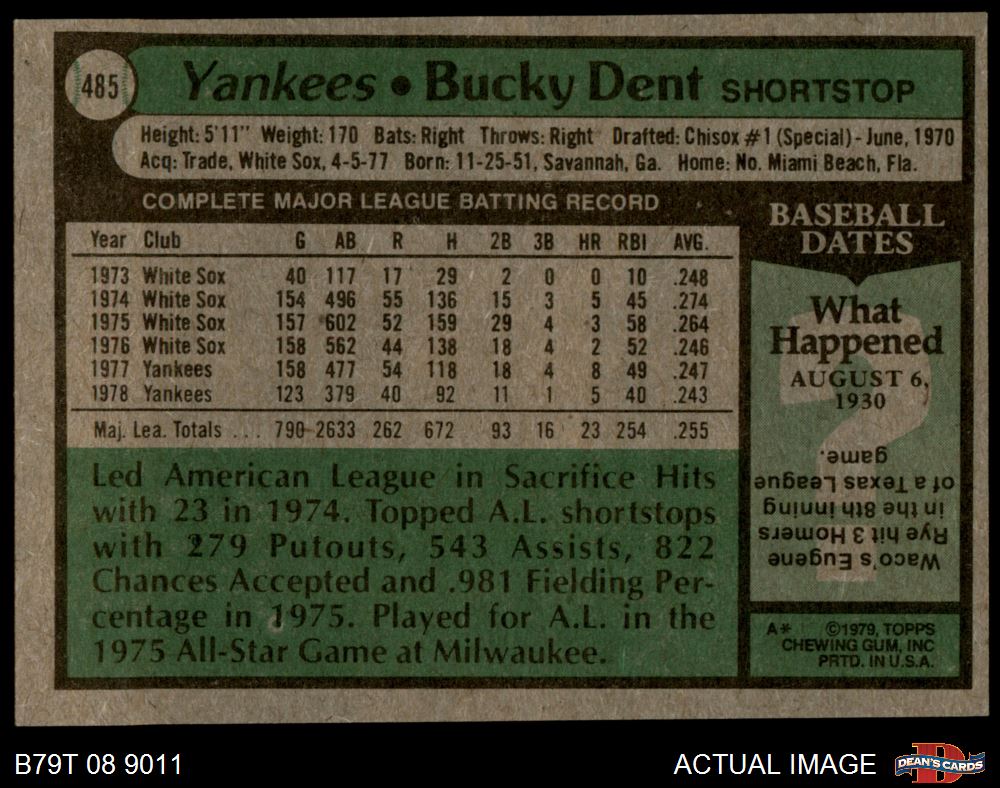 485
Yankees • Bucky Dent SHORTSTOP
Height: 5'11" Weight: 170 Bats: Right Throws: Right Drafted: Chisox #1 (Special) - June, 1970
Acq: Trade, White Sox, 4-5-77 Born: 11-25-51, Savannah, Ga. Home: No. Miami Beach, Fla.
COMPLETE MAJOR LEAGUE BATTING RECORD
Year Club G AB R H 2B 3B HR RBI AVG.
1973 White Sox 40 117 17 29 2 0 0 10 .248
1974 White Sox 154 496 55 136 15 3 5 45 .274
1975 White Sox 157 602 52 159 29 4 3 58 .264
1976 White Sox 158 562 44 138 18 4 2 52 .246
1977 Yankees 158 477 54 118 18 4 8 49 .247
1978 Yankees 123 379 40 92 11 1 5 40 .243
Maj. Lea. Totals ... 790 2633 262 672 93 16 23 254 .255
Led American League in Sacrifice Hits
with 23 in 1974. Topped A.L. shortstops
with 279 Putouts, 543 Assists, 822
Chances Accepted and .981 Fielding Per-
centage in 1975. Played for A.L. in the
1975 All-Star Game at Milwaukee.
BASEBALL
DATES
What
Happened
AUGUST 6,
1930
?
Waco's Eugene
Rye hit 3 Homers
in the 8th inning
of a Texas League
game.
A* ©1979, TOPPS
CHEWING GUM, INC
PRTD. IN U.S.A.
B79T 08 9011
ACTUAL IMAGE
DEAN'S CARDS